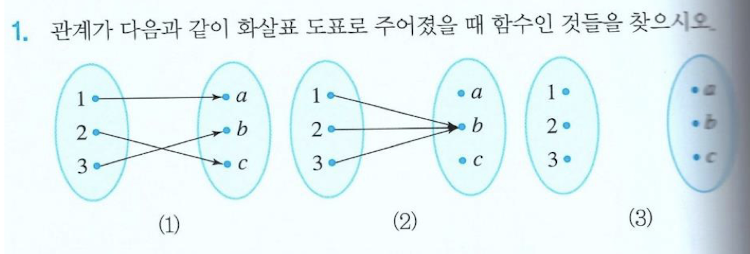 1. 관계가 다음과 같이 화살표 도표로 주어졌을 때 함수인 것들을 찾으시오.
1 a 1 a 1 a
2 b 2 b 2 b
3 c 3 c 3 c
(1) (2) (3)